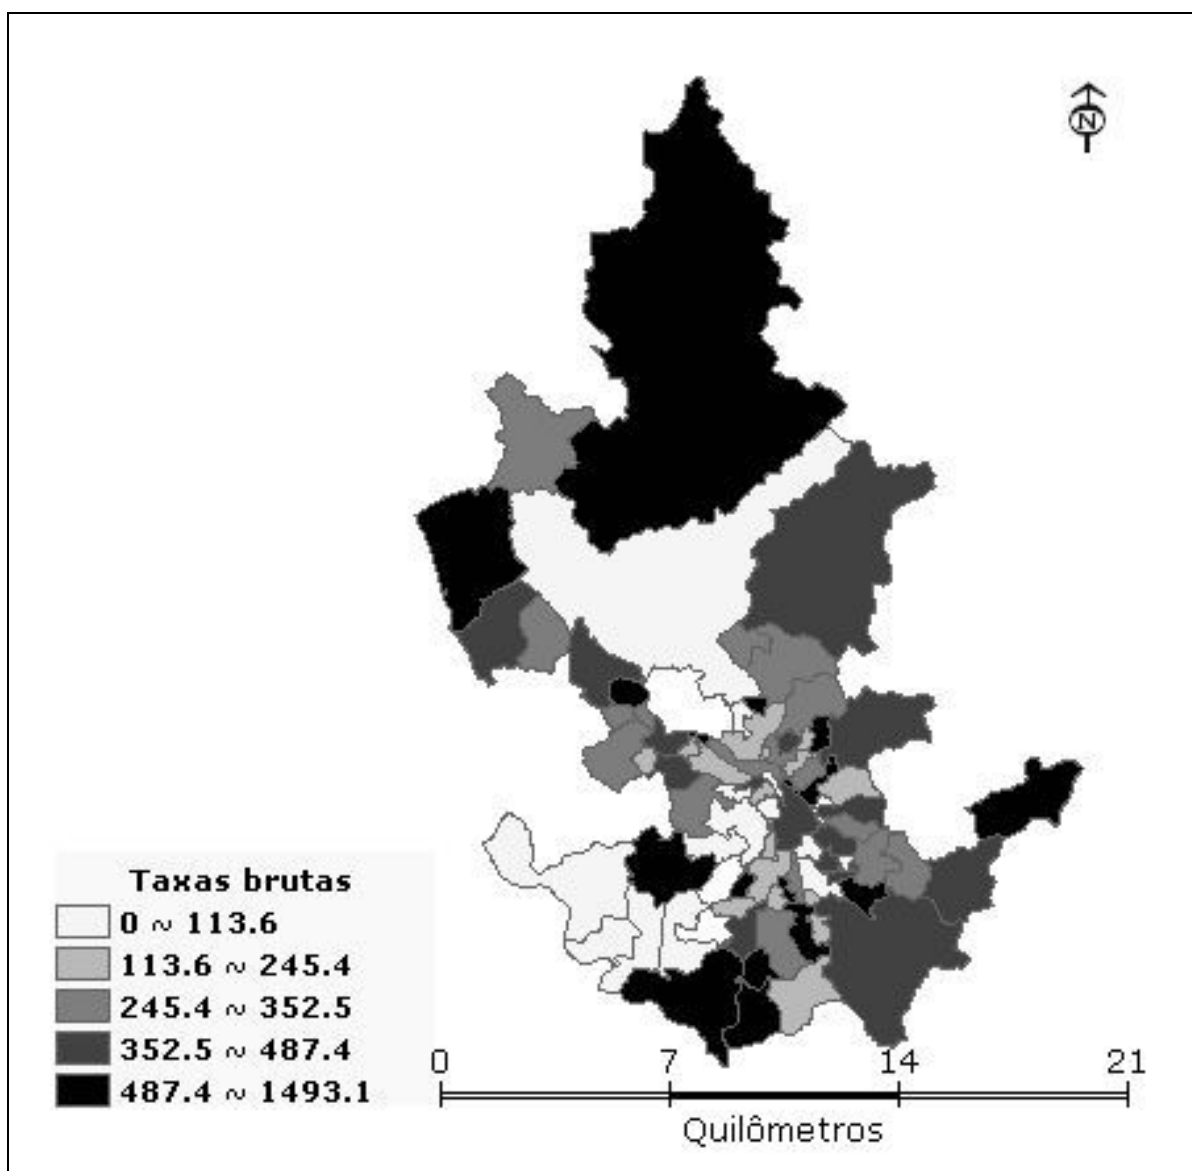 N
Taxas brutas
0 ~ 113.6
113.6 ~ 245.4
245.4 ~ 352.5
352.5 ~ 487.4
487.4 ~ 1493.1
0 7 14 21
Quilômetros